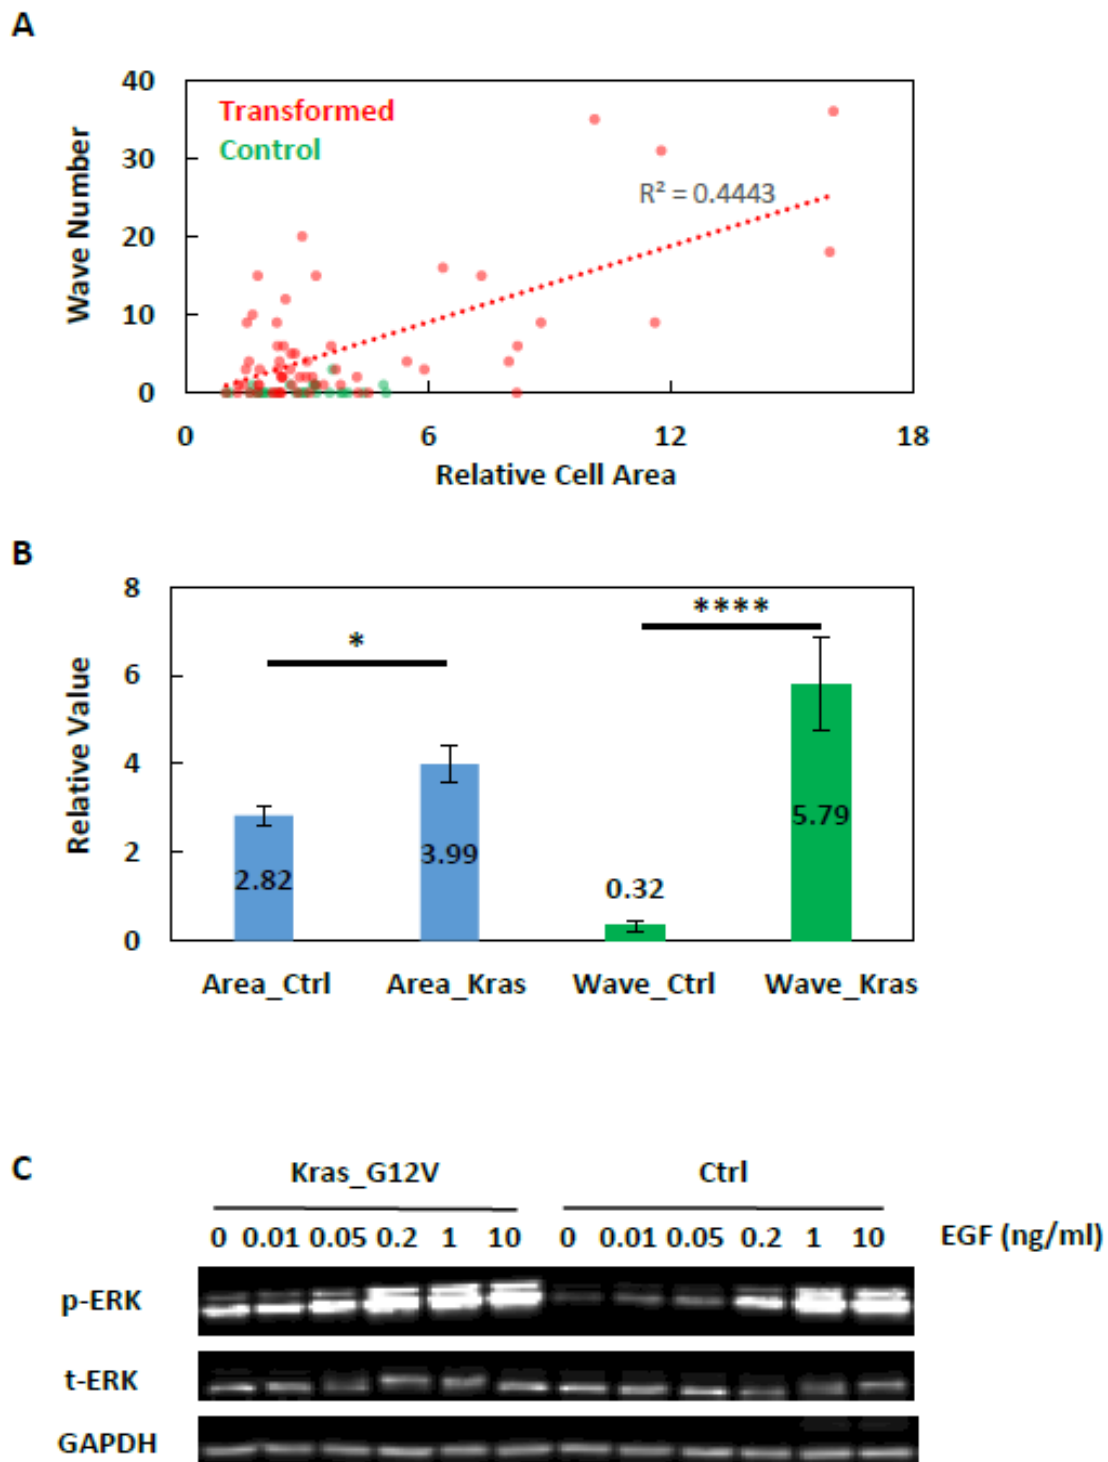 A
40
Transformed
Control
30
R² = 0.4443
20
10
0
Wave Number
0 6 12 18
Relative Cell Area
B
8
****
*
6
4
2
0
Relative Value
2.82 3.99 0.32 5.79
Area_Ctrl Area_Kras Wave_Ctrl Wave_Kras
C
Kras_G12V Ctrl
0 0.01 0.05 0.2 1 10 0 0.01 0.05 0.2 1 10 EGF (ng/ml)
p-ERK
t-ERK
GAPDH